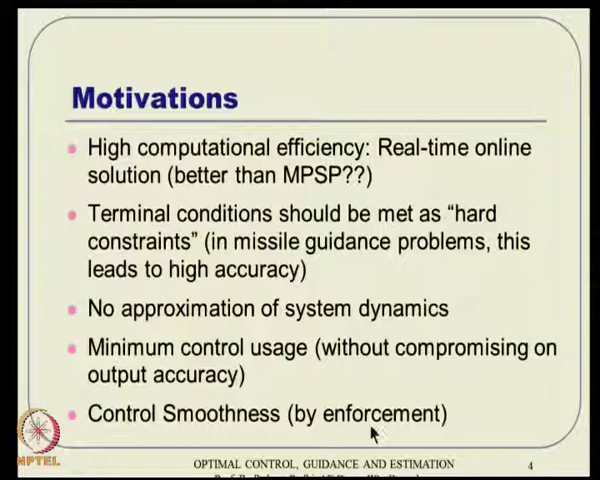 Motivations
High computational efficiency: Real-time online
solution (better than MPSP??)
Terminal conditions should be met as “hard
constraints” (in missile guidance problems, this
leads to high accuracy)
No approximation of system dynamics
Minimum control usage (without compromising on
output accuracy)
Control Smoothness (by enforcement)
NPTEL
OPTIMAL CONTROL, GUIDANCE AND ESTIMATION
4